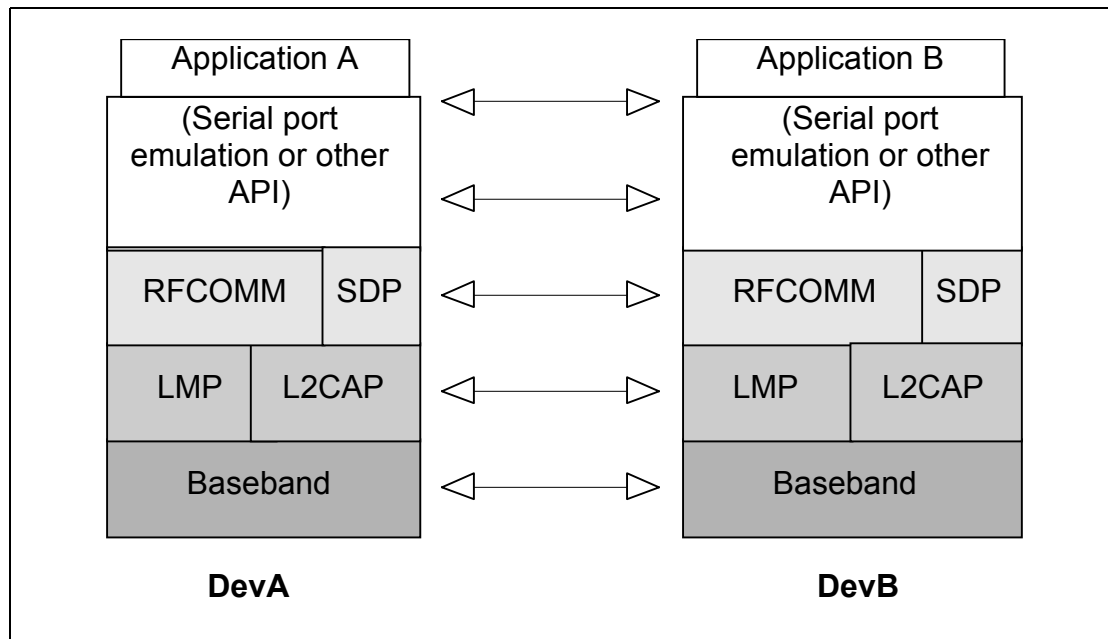 Application A
(Serial port
emulation or other
API)
RFCOMM
SDP
LMP
L2CAP
Baseband
DevA
Application B
(Serial port
emulation or other
API)
RFCOMM
SDP
LMP
L2CAP
Baseband
DevB